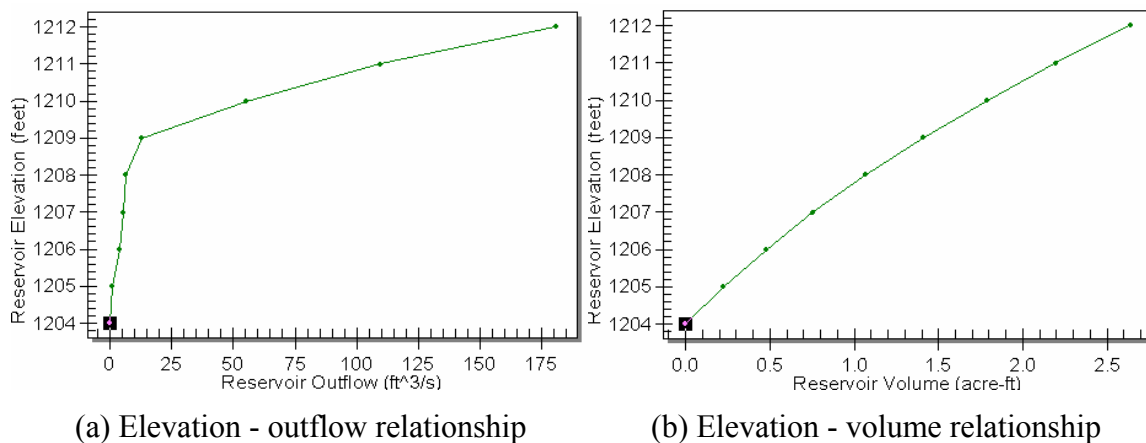 1212
1211
1210
1209
1208
1207
1206
1205
1204
Reservoir Elevation (feet)
0 25 50 75 100 125 150 175
Reservoir Outflow (ft^3/s)
(a) Elevation - outflow relationship
1212
1211
1210
1209
1208
1207
1206
1205
1204
Reservoir Elevation (feet)
0.0 0.5 1.0 1.5 2.0 2.5
Reservoir Volume (acre-ft)
(b) Elevation - volume relationship